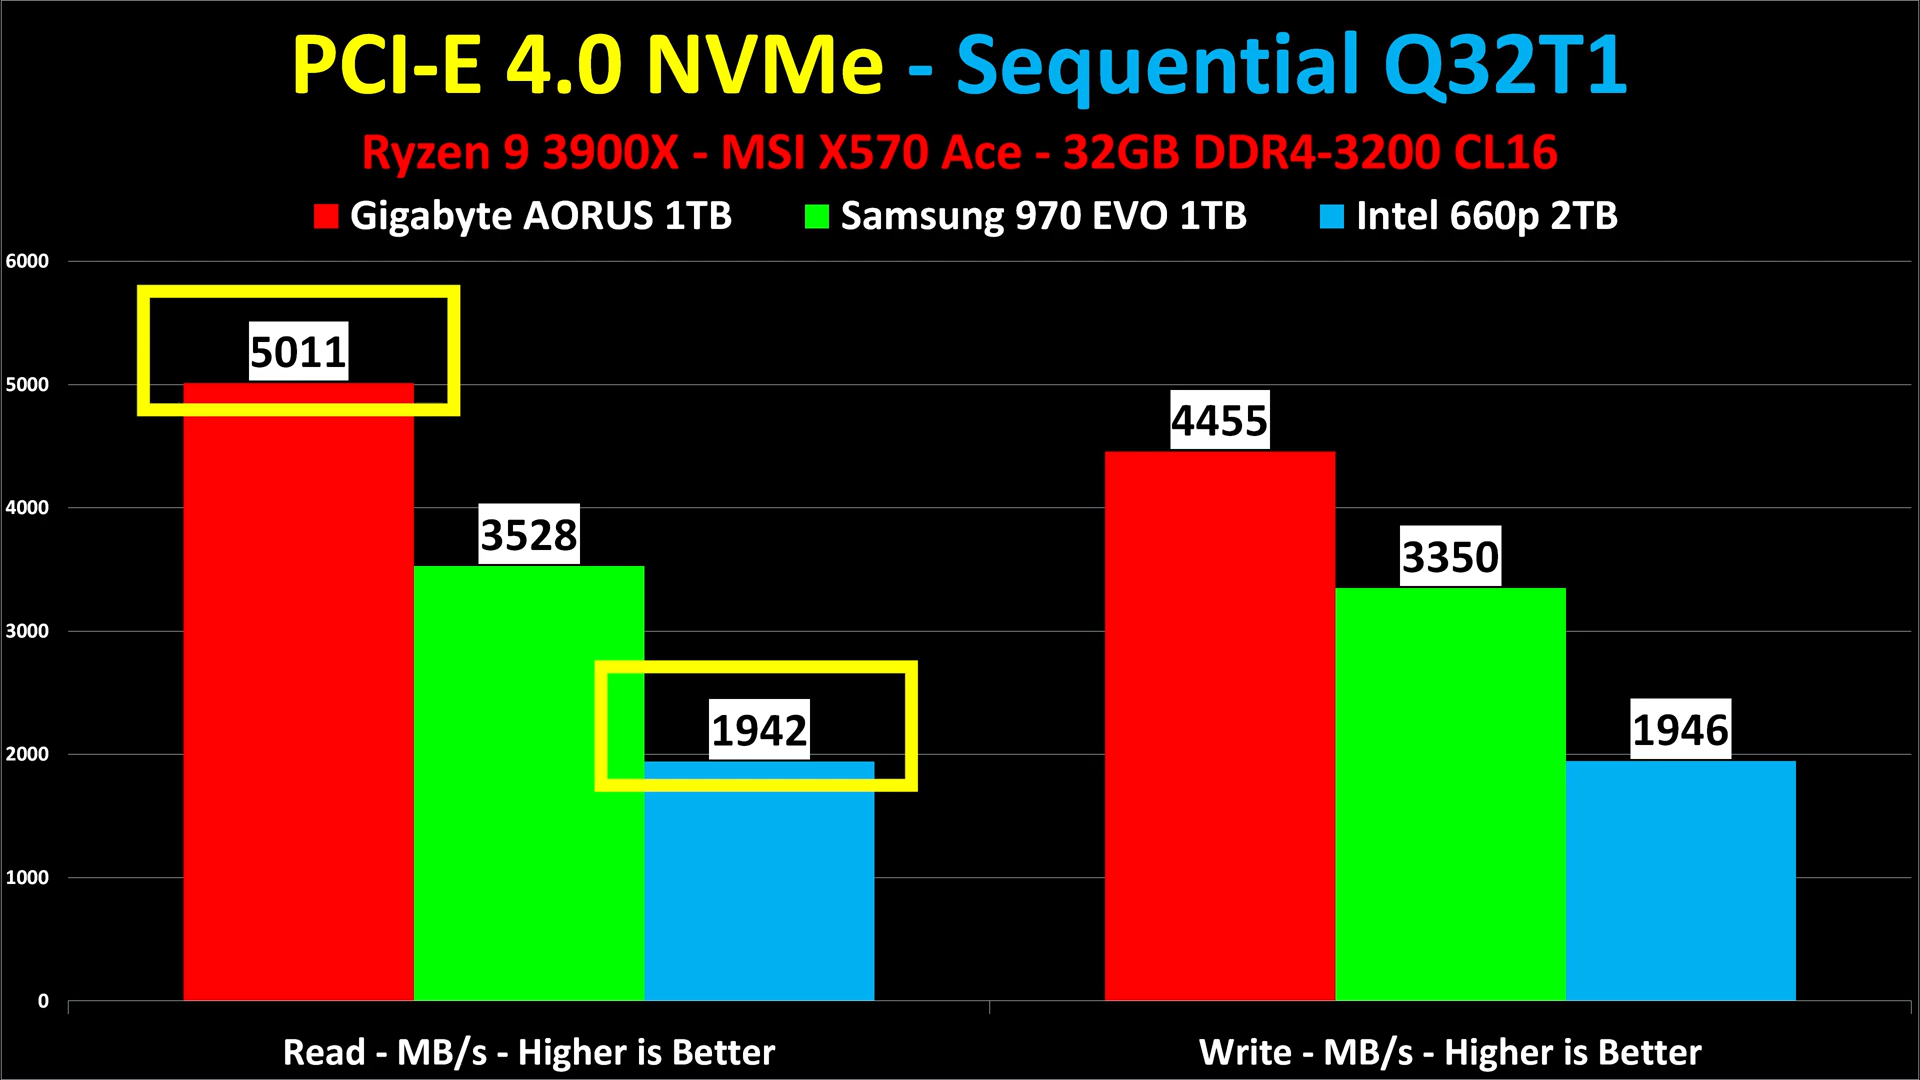 PCI-E 4.0 NVMe - Sequential Q32T1
Ryzen 9 3900X - MSI X570 Ace - 32GB DDR4-3200 CL16
Gigabyte AORUS 1TB Samsung 970 EVO 1TB Intel 660p 2TB
6000
5011
5000
4455
4000
3528
3350
3000
1942
1946
2000
1000
0
Read - MB/s - Higher is Better
Write - MB/s - Higher is Better